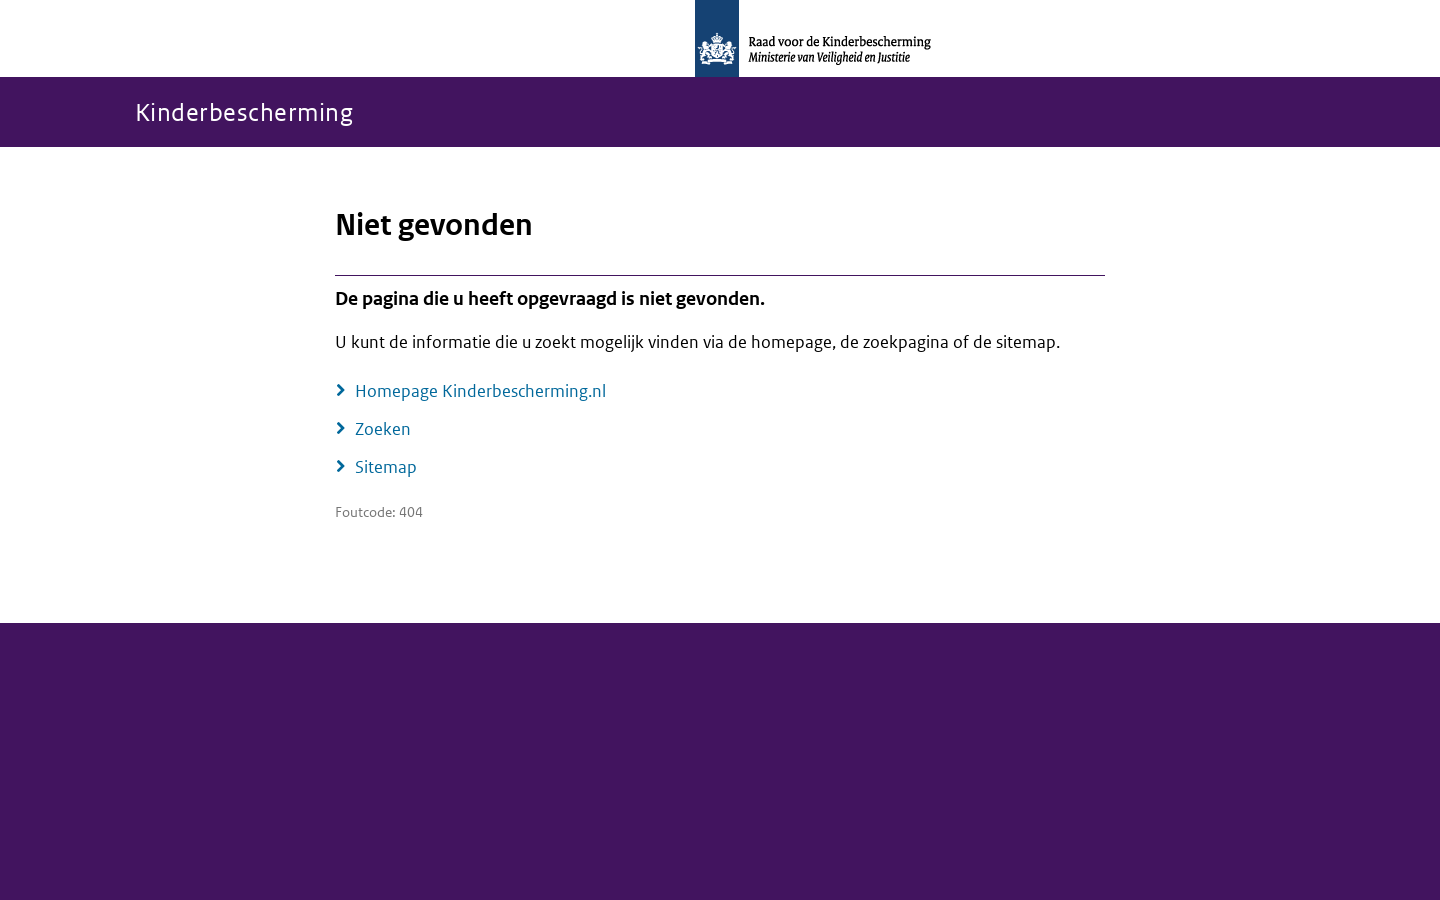 Raad voor de Kinderbescherming
Ministerie van Veiligheid en Justitie
Kinderbescherming
Niet gevonden
De pagina die u heeft opgevraagd is niet gevonden.
U kunt de informatie die u zoekt mogelijk vinden via de homepage, de zoekpagina of de sitemap.
Homepage Kinderbescherming.nl
Zoeken
Sitemap
Foutcode: 404